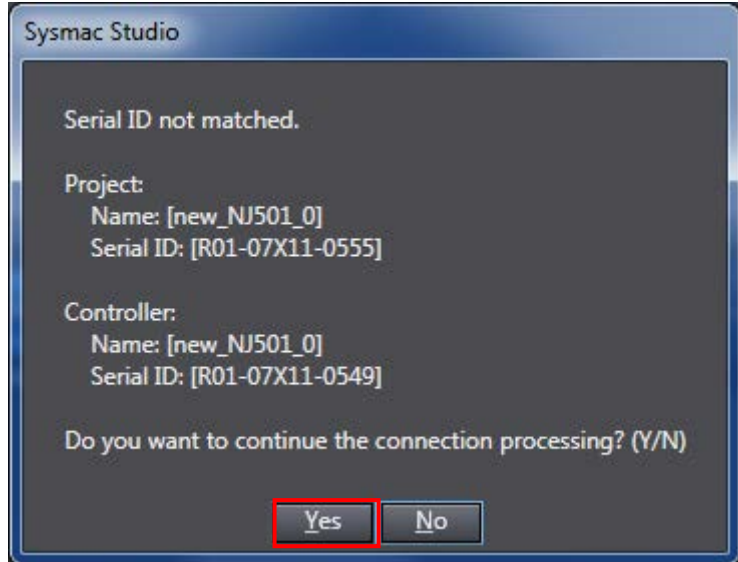 Sysmac Studio
Serial ID not matched.
Project:
Name: [new_NJ501_0]
Serial ID: [R01-07X11-0555]
Controller:
Name: [new_NJ501_0]
Serial ID: [R01-07X11-0549]
Do you want to continue the connection processing? (Y/N)
Yes No